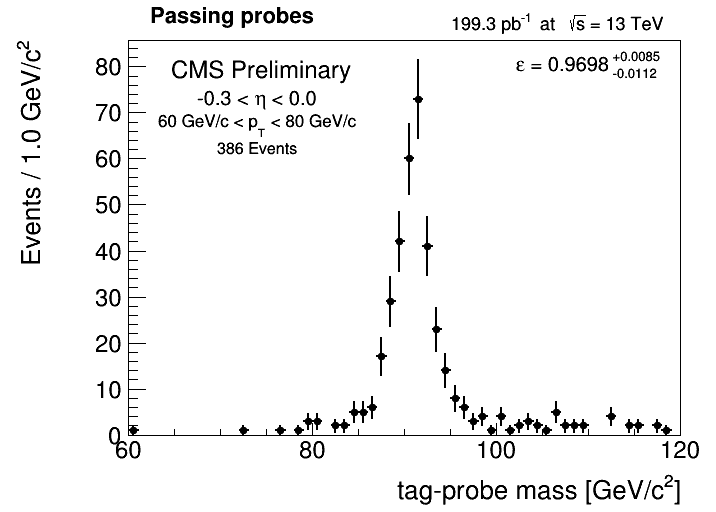 Passing probes
199.3 pb⁻¹ at √s = 13 TeV
CMS Preliminary
-0.3 < η < 0.0
60 GeV/c < p_T < 80 GeV/c
386 Events
ε = 0.9698 +0.0085 -0.0112
Events / 1.0 GeV/c²
80
70
60
50
40
30
20
10
0
60 80 100 120
tag-probe mass [GeV/c²]